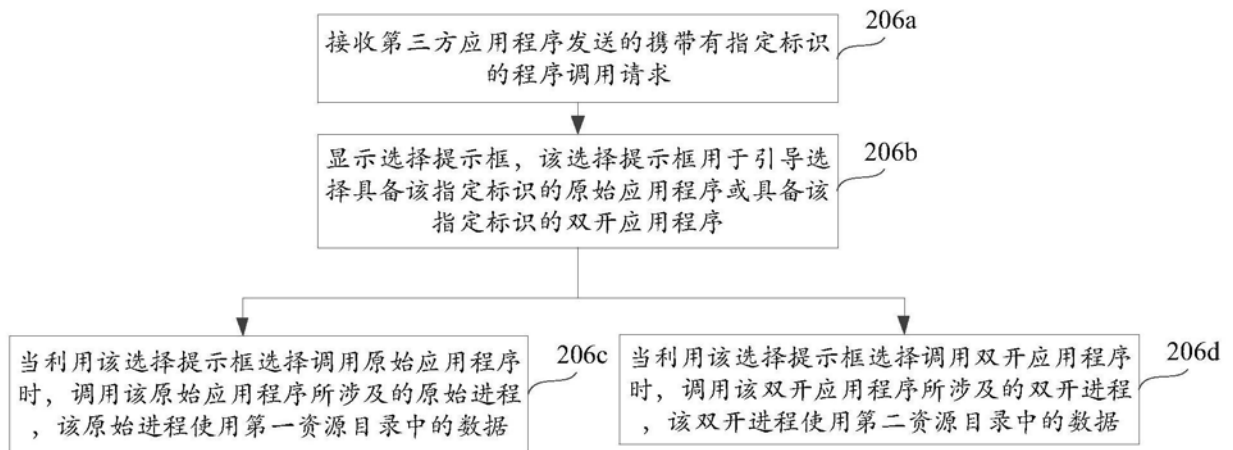 接收第三方应用程序发送的携带有指定标识
的程序调用请求
206a
显示选择提示框，该选择提示框用于引导选
择具备该指定标识的原始应用程序或具备该
指定标识的双开应用程序
206b
当利用该选择提示框选择调用原始应用程序
时，调用该原始应用程序所涉及的原始进程
，该原始进程使用第一资源目录中的数据
206c
当利用该选择提示框选择调用双开应用程序
时，调用该双开应用程序所涉及的双开进程
，该双开进程使用第二资源目录中的数据
206d